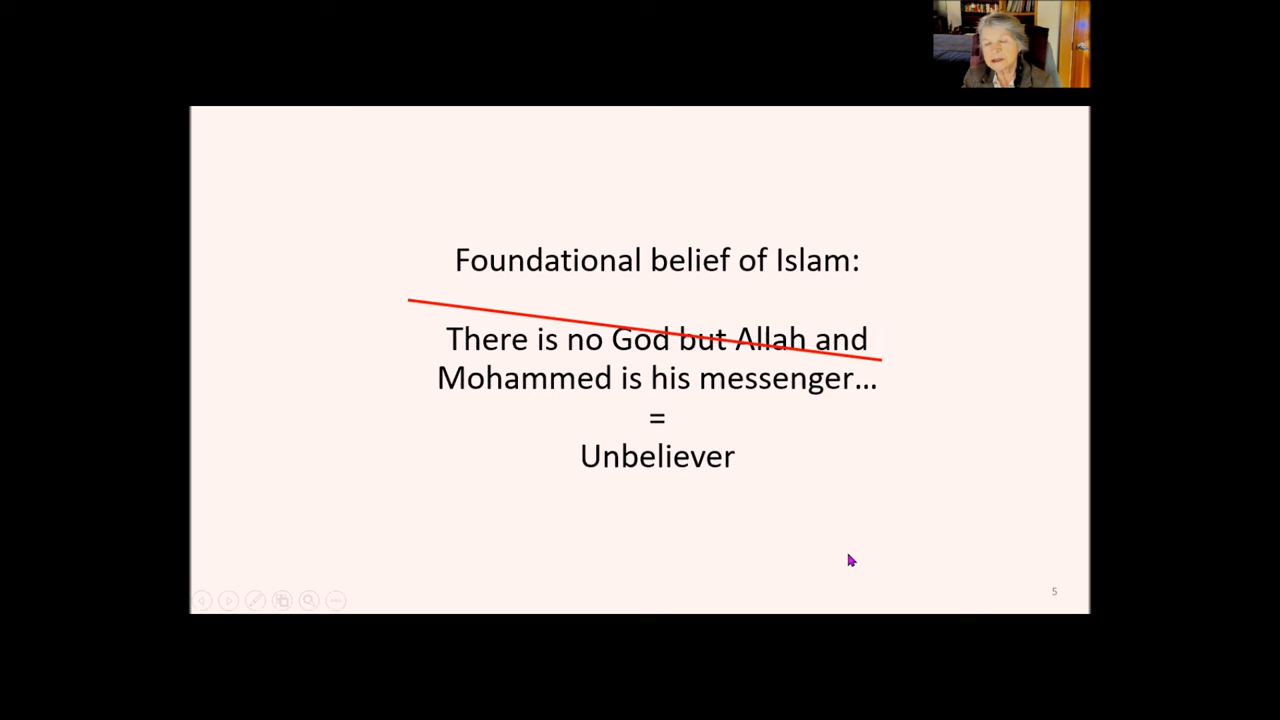 Foundational belief of Islam:
There is no God but Allah and
Mohammed is his messenger...
=
Unbeliever
5